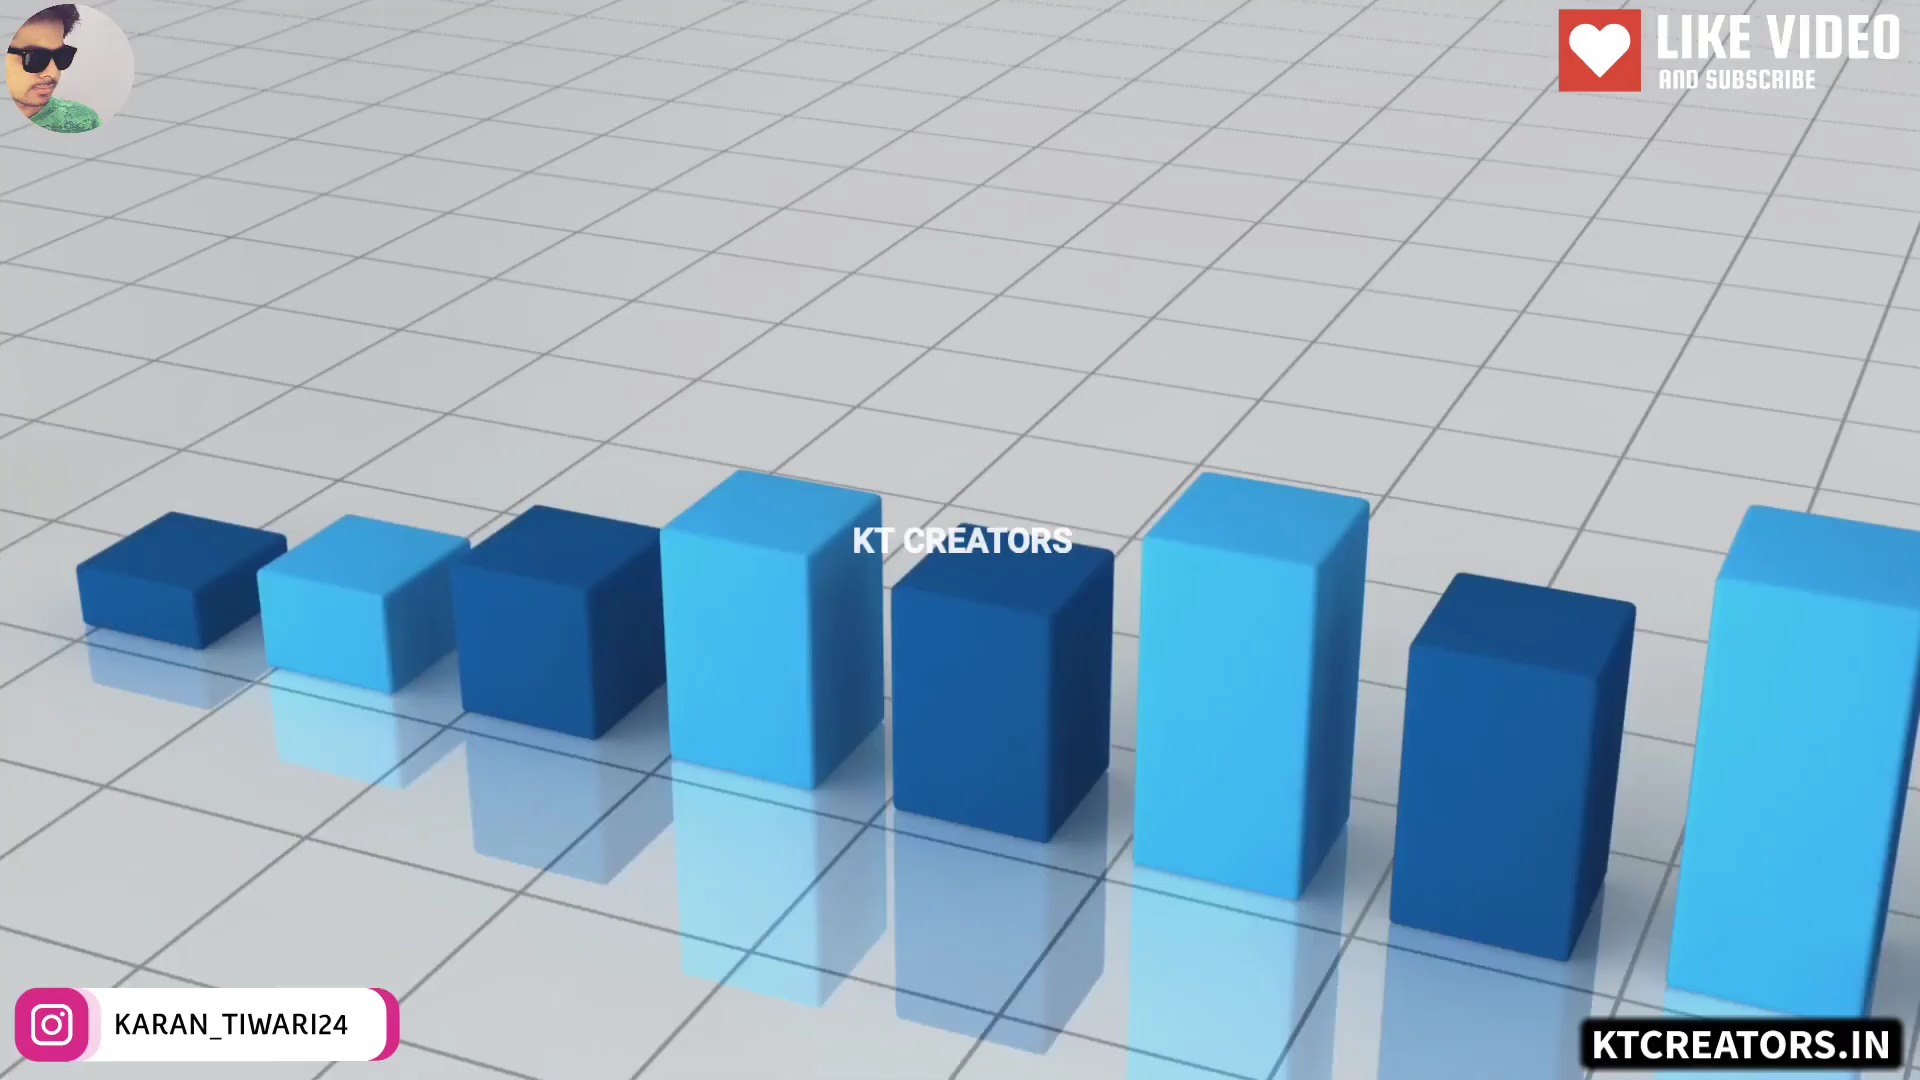 LIKE VIDEO
AND SUBSCRIBE
KT CREATORS
KARAN_TIWARI24
KTCREATORS.IN